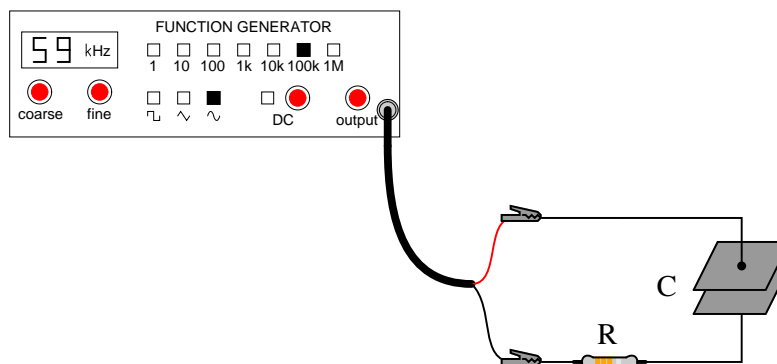 FUNCTION GENERATOR
59 kHz
1 10 100 1k 10k 100k 1M
coarse fine DC output
C
R